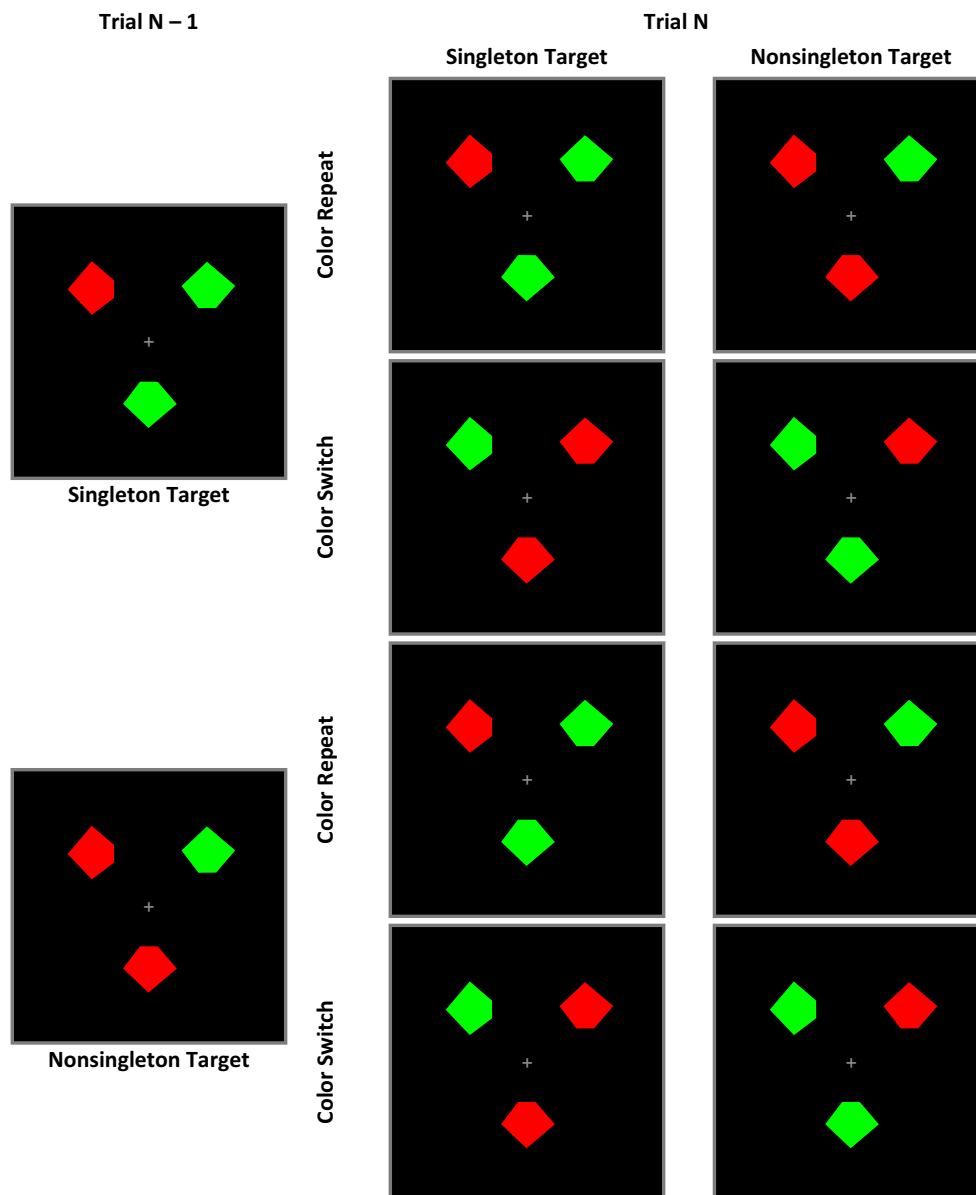 Trial N – 1
Trial N
Singleton Target
Nonsingleton Target
Color Repeat
Color Switch
Singleton Target
Color Repeat
Color Switch
Nonsingleton Target